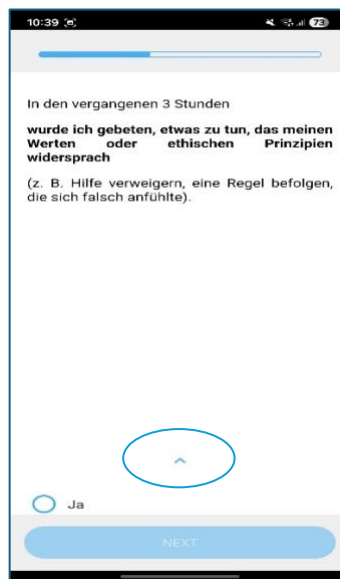 10:39
73
In den vergangenen 3 Stunden
wurde ich gebeten, etwas zu tun, das meinen
Werten oder ethischen Prinzipien
widersprach
(z. B. Hilfe verweigern, eine Regel befolgen,
die sich falsch anfühlte).
Ja
NEXT